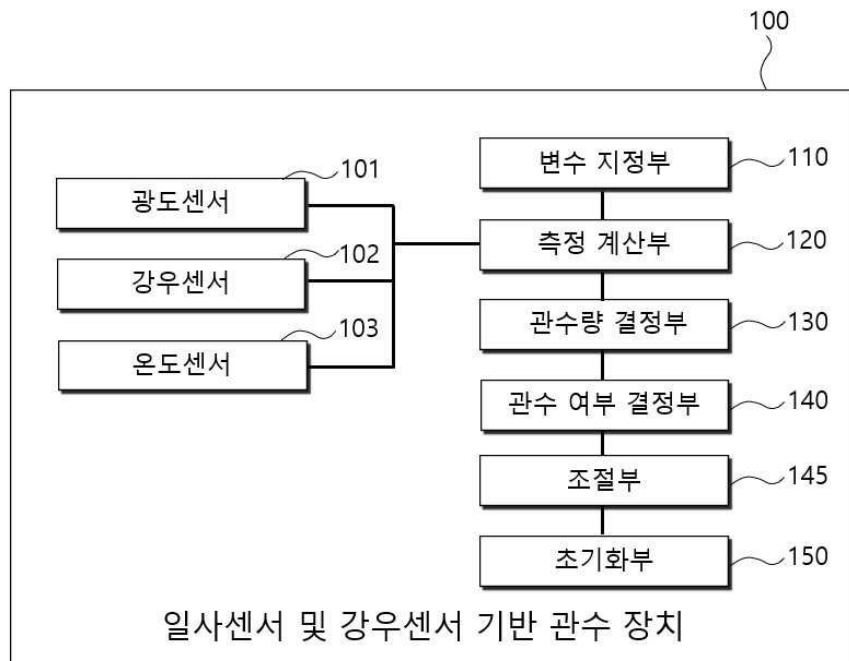 100
광도센서
101
강우센서
102
온도센서
103
변수 지정부
110
측정 계산부
120
관수량 결정부
130
관수 여부 결정부
140
조절부
145
초기화부
150
일사센서 및 강우센서 기반 관수 장치